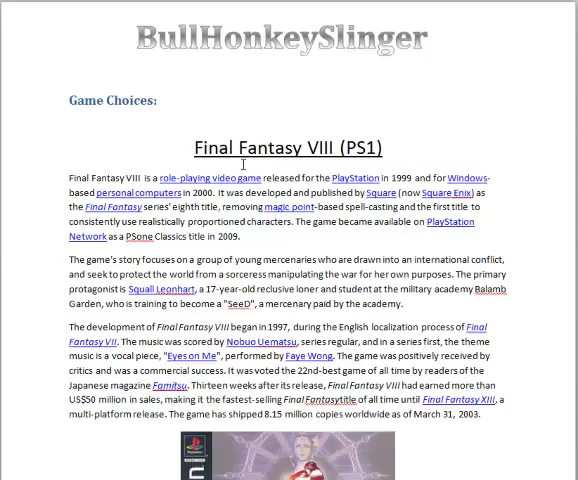 BullHonkeySlinger
Game Choices:
Final Fantasy VIII (PS1)
Final Fantasy VIII is a role-playing video game released for the PlayStation in 1999 and for Windows-
based personal computers in 2000. It was developed and published by Square (now Square Enix) as
the Final Fantasy series' eighth title, removing magic point-based spell-casting and the first title to
consistently use realistically proportioned characters. The game became available on PlayStation
Network as a PSone Classics title in 2009.
The game's story focuses on a group of young mercenaries who are drawn into an international conflict,
and seek to protect the world from a sorceress manipulating the war for her own purposes. The primary
protagonist is Squall Leonhart, a 17-year-old reclusive loner and student at the military academy Balamb
Garden, who is training to become a "SeeD", a mercenary paid by the academy.
The development of Final Fantasy VIII began in 1997, during the English localization process of Final
Fantasy VII. The music was scored by Nobuo Uematsu, series regular, and in a series first, the theme
music is a vocal piece, "Eyes on Me", performed by Faye Wong. The game was positively received by
critics and was a commercial success. It was voted the 22nd-best game of all time by readers of the
Japanese magazine Famitsu. Thirteen weeks after its release, Final Fantasy VIII had earned more than
US$50 million in sales, making it the fastest-selling Final Fantasy title of all time until Final Fantasy XIII, a
multi-platform release. The game has shipped 8.15 million copies worldwide as of March 31, 2003.